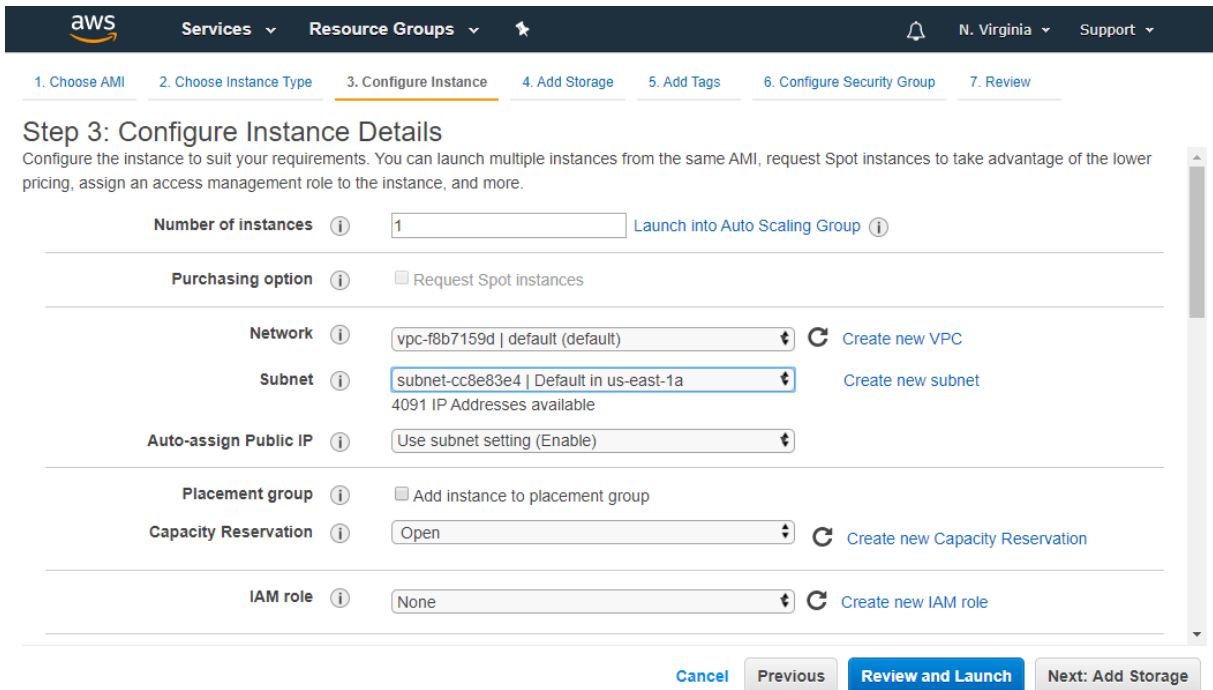 aws Services Resource Groups N. Virginia Support
1. Choose AMI 2. Choose Instance Type 3. Configure Instance 4. Add Storage 5. Add Tags 6. Configure Security Group 7. Review
Step 3: Configure Instance Details
Configure the instance to suit your requirements. You can launch multiple instances from the same AMI, request Spot instances to take advantage of the lower
pricing, assign an access management role to the instance, and more.
Number of instances i 1 Launch into Auto Scaling Group i
Purchasing option i Request Spot instances
Network i vpc-f8b7159d | default (default) Create new VPC
Subnet i subnet-cc8e83e4 | Default in us-east-1a Create new subnet
4091 IP Addresses available
Auto-assign Public IP i Use subnet setting (Enable)
Placement group i Add instance to placement group
Capacity Reservation i Open Create new Capacity Reservation
IAM role i None Create new IAM role
Cancel Previous Review and Launch Next: Add Storage